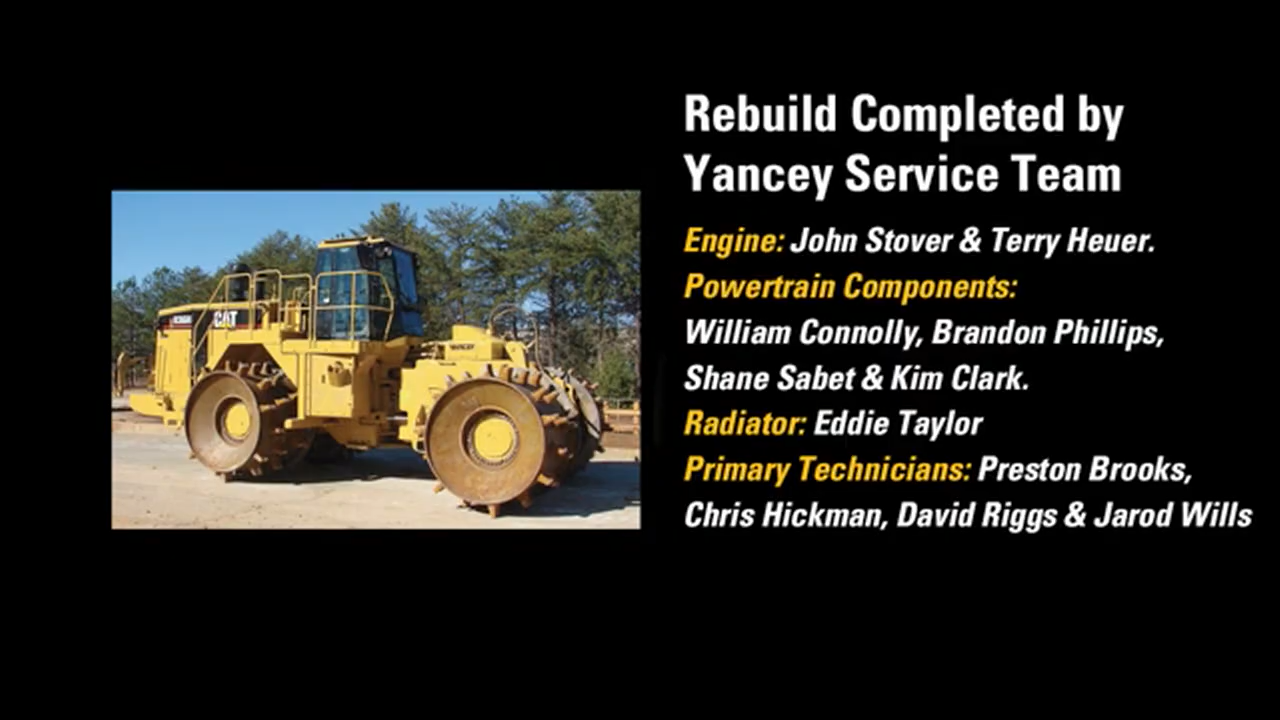 Rebuild Completed by
Yancey Service Team
Engine: John Stover & Terry Heuer.
Powertrain Components:
William Connolly, Brandon Phillips,
Shane Sabet & Kim Clark.
Radiator: Eddie Taylor
Primary Technicians: Preston Brooks,
Chris Hickman, David Riggs & Jarod Wills
CAT
YANCEY